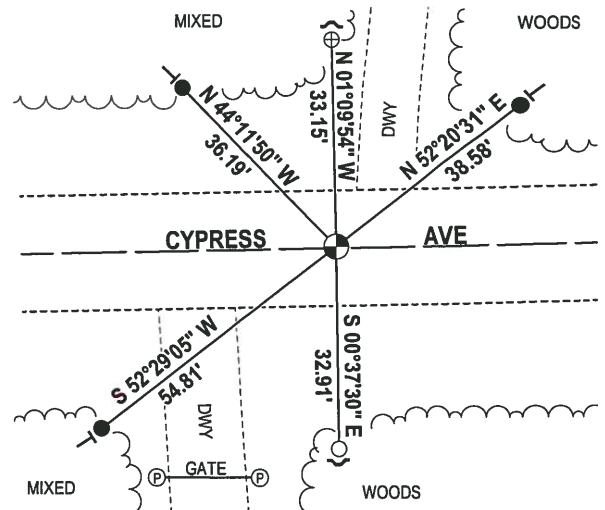 MIXED
WOODS
N 44°11'50" W
36.19'
N 01°09'54" W
33.15'
DWY
N 52°20'31" E
38.58'
CYPRESS AVE
S 52°29'05" W
54.81'
S 00°37'30" E
32.91'
DWY
P GATE P
MIXED
WOODS